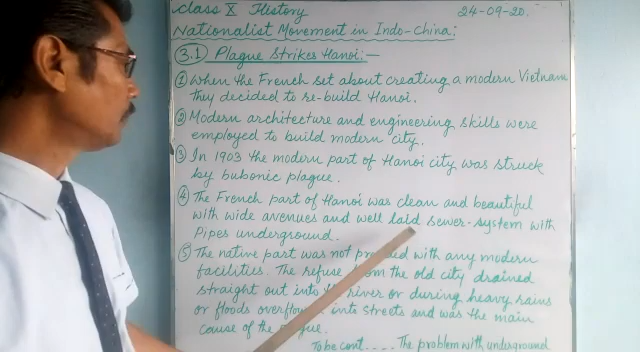 Class X History 24-09-20.
Nationalist Movement in Indo-China:
3.1 Plague Strikes Hanoi:—
① When the French set about creating a modern Vietnam
they decided to re-build Hanoi.
② Modern architecture and engineering skills were
employed to build modern city.
③ In 1903 the modern part of Hanoi city was struck
by bubonic plague.
④ The French part of Hanoi was clean and beautiful
with wide avenues and well laid sewer-system with
Pipes underground.
⑤ The native part was not with any modern
facilities. The refuse from the old city drained
straight out into the river or during heavy rains
or floods into streets and was the main
cause of the
To be cont.... The problem with underground